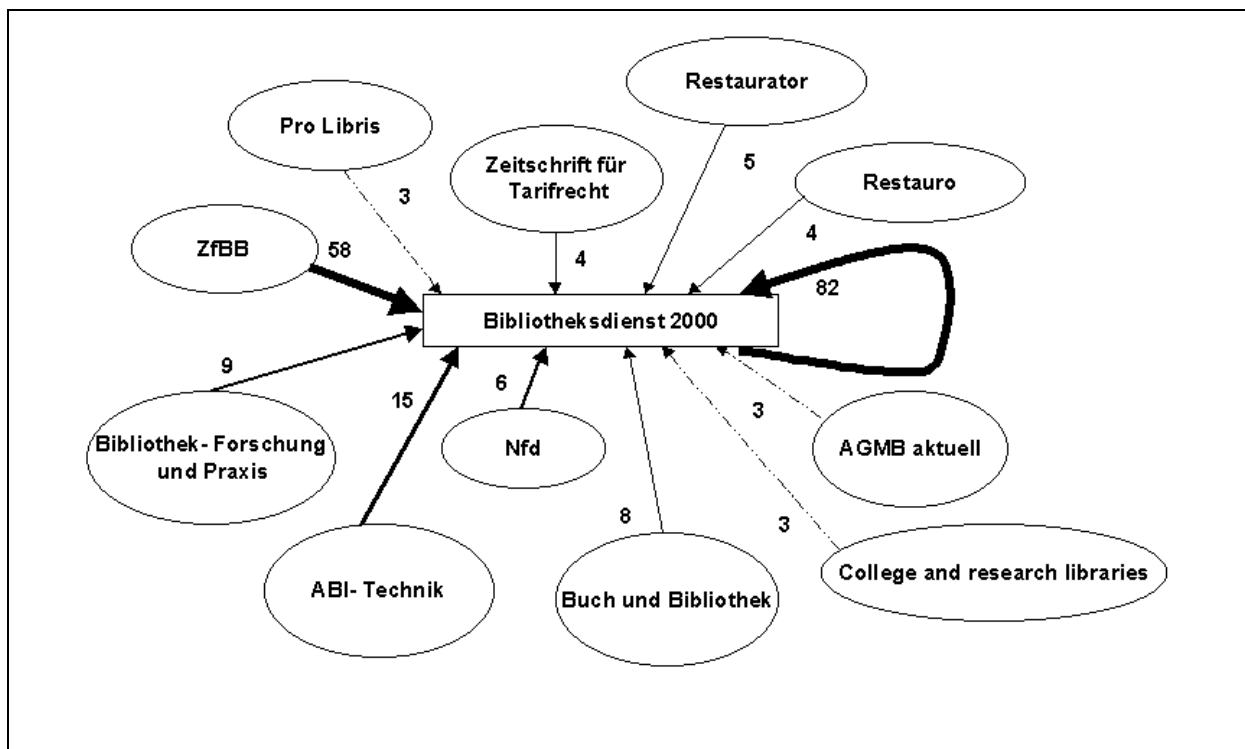 Restaurator
Pro Libris
Zeitschrift für
Tarifrecht
5
Restauro
3
ZfBB
58
4
4
82
Bibliotheksdienst 2000
9
15
6
3
Bibliothek- Forschung
und Praxis
Nfd
AGMB aktuell
8
3
ABI- Technik
Buch und Bibliothek
College and research libraries